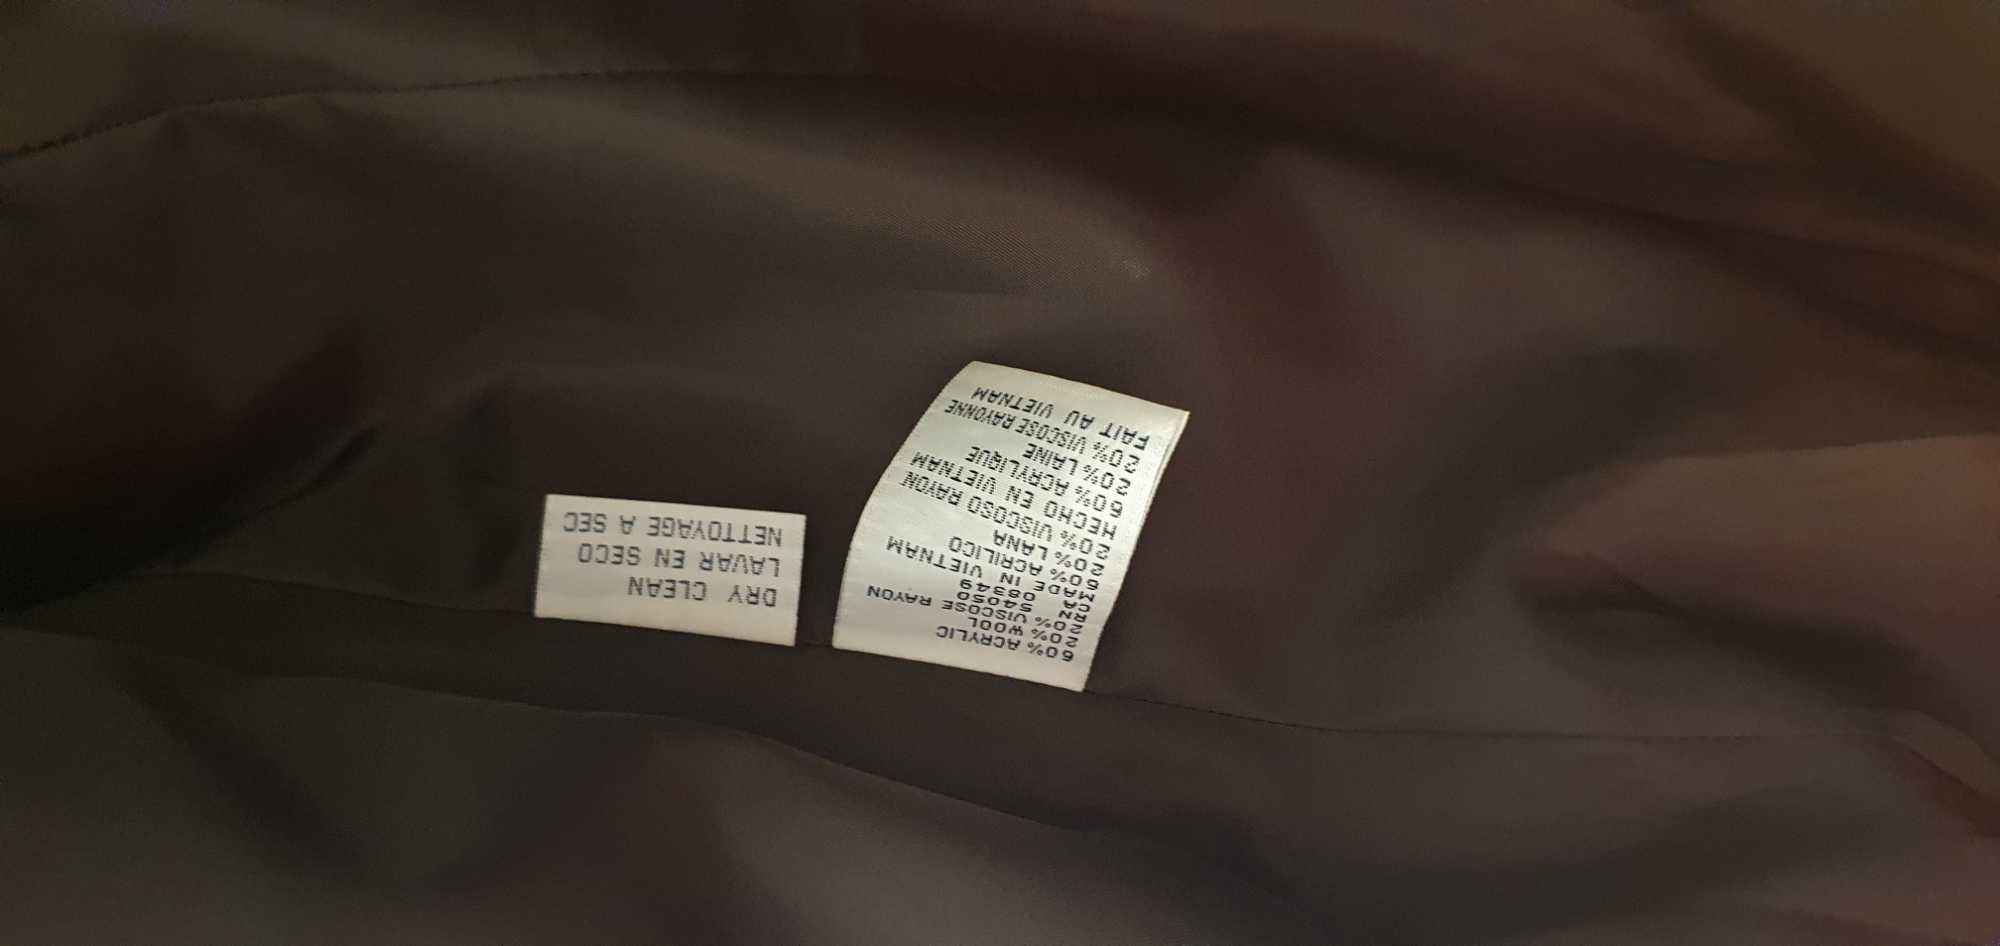 60% ACRYLIC
20% WOOL
20% VISCOSE RAYON
RN 54050
CA 08349
MADE IN VIETNAM
60% ACRILICO
20% LANA
20% VISCOSO RAYON
HECHO EN VIETNAM
60% ACRYLIQUE
20% LAINE
20% VISCOSE RAYONNE
FAIT AU VIETNAM
DRY CLEAN
LAVAR EN SECO
NETTOYAGE A SEC